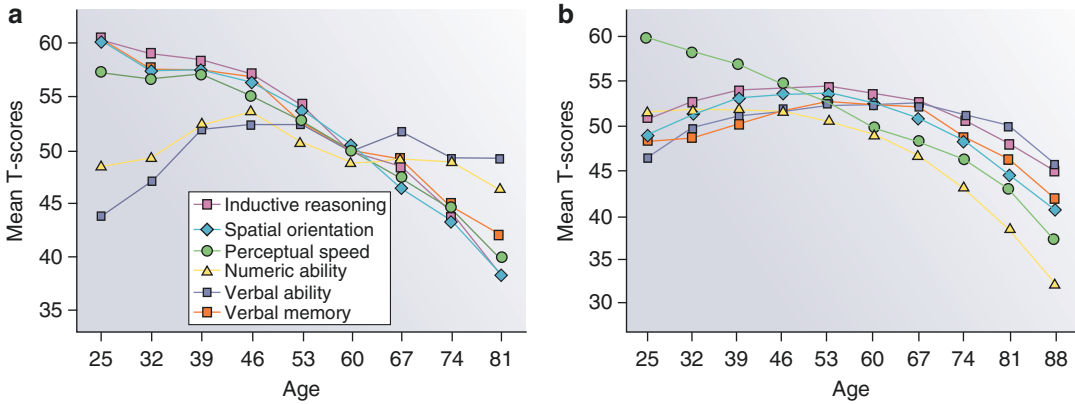 a
Mean T-scores
60
55
50
45
40
35
Inductive reasoning
Spatial orientation
Perceptual speed
Numeric ability
Verbal ability
Verbal memory
25 32 39 46 53 60 67 74 81
Age
b
Mean T-scores
60
55
50
45
40
35
30
25 32 39 46 53 60 67 74 81 88
Age